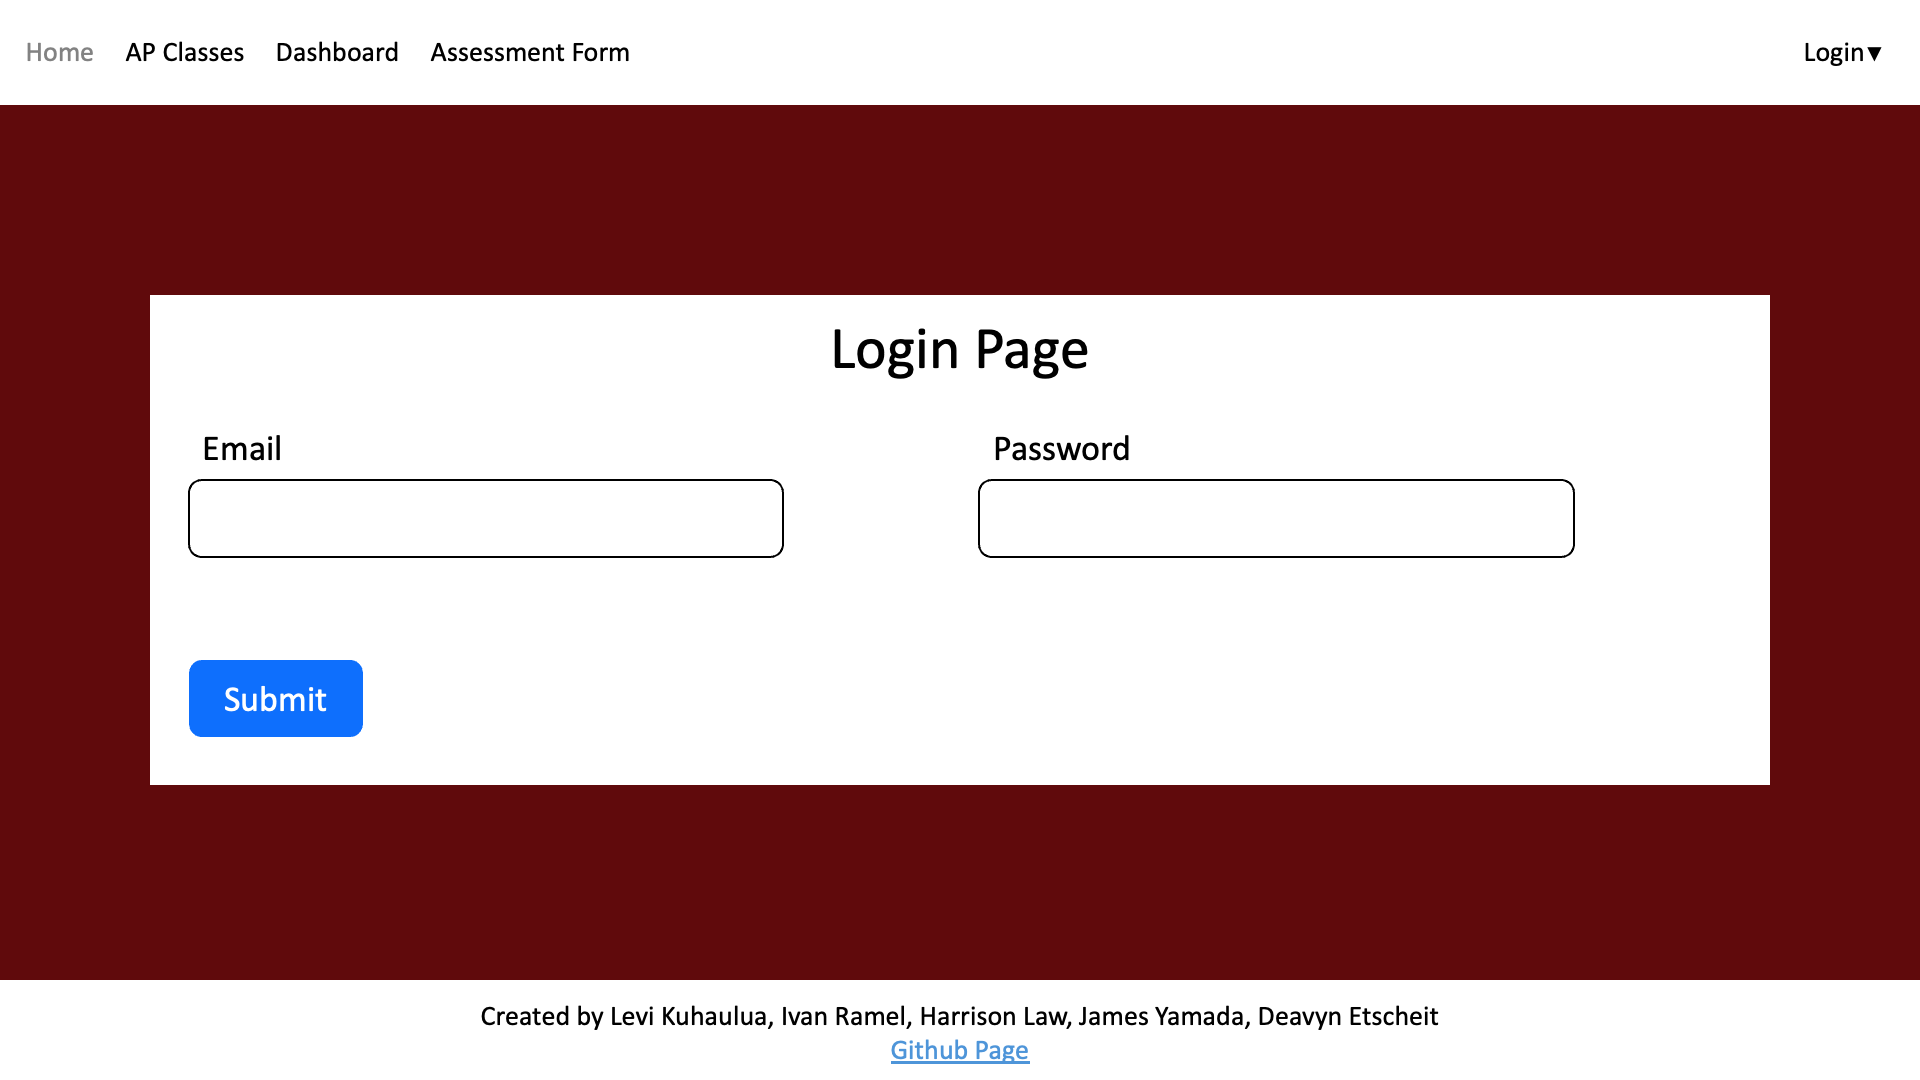 Home AP Classes Dashboard Assessment Form Login▼
Login Page
Email Password
Submit
Created by Levi Kuhaulua, Ivan Ramel, Harrison Law, James Yamada, Deavyn Etscheit
Github Page